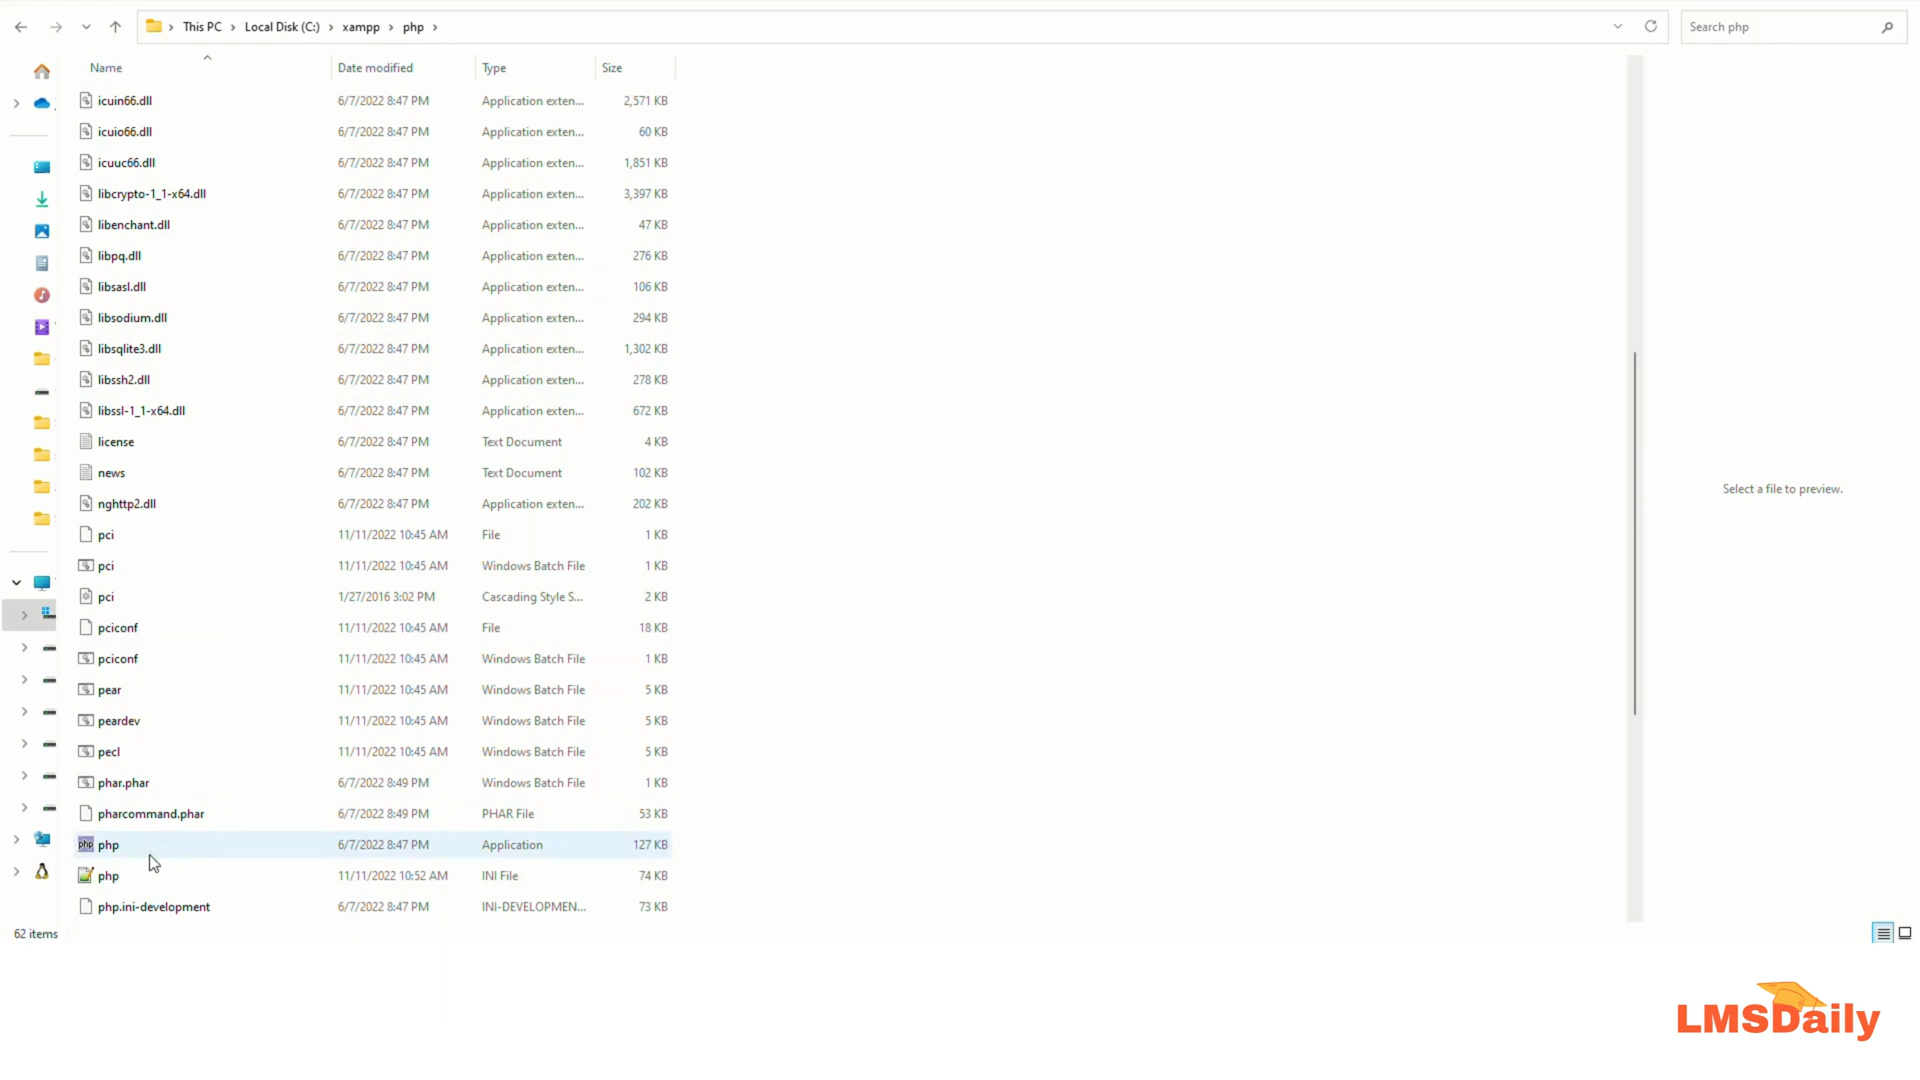 This PC > Local Disk (C:) > xampp > php >
Search php
Name Date modified Type Size
icuin66.dll 6/7/2022 8:47 PM Application exten... 2,571 KB
icuio66.dll 6/7/2022 8:47 PM Application exten... 60 KB
icuuc66.dll 6/7/2022 8:47 PM Application exten... 1,851 KB
libcrypto-1_1-x64.dll 6/7/2022 8:47 PM Application exten... 3,397 KB
libenchant.dll 6/7/2022 8:47 PM Application exten... 47 KB
libpq.dll 6/7/2022 8:47 PM Application exten... 276 KB
libsasl.dll 6/7/2022 8:47 PM Application exten... 106 KB
libsodium.dll 6/7/2022 8:47 PM Application exten... 294 KB
libsqlite3.dll 6/7/2022 8:47 PM Application exten... 1,302 KB
libssh2.dll 6/7/2022 8:47 PM Application exten... 278 KB
libssl-1_1-x64.dll 6/7/2022 8:47 PM Application exten... 672 KB
license 6/7/2022 8:47 PM Text Document 4 KB
news 6/7/2022 8:47 PM Text Document 102 KB
Select a file to preview.
nghttp2.dll 6/7/2022 8:47 PM Application exten... 202 KB
pci 11/11/2022 10:45 AM File 1 KB
pci 11/11/2022 10:45 AM Windows Batch File 1 KB
pci 1/27/2016 3:02 PM Cascading Style S... 2 KB
pciconf 11/11/2022 10:45 AM File 18 KB
pciconf 11/11/2022 10:45 AM Windows Batch File 1 KB
pear 11/11/2022 10:45 AM Windows Batch File 5 KB
peardev 11/11/2022 10:45 AM Windows Batch File 5 KB
pecl 11/11/2022 10:45 AM Windows Batch File 5 KB
phar.phar 6/7/2022 8:49 PM Windows Batch File 1 KB
pharcommand.phar 6/7/2022 8:49 PM PHAR File 53 KB
php php 6/7/2022 8:47 PM Application 127 KB
php 11/11/2022 10:52 AM INI File 74 KB
php.ini-development 6/7/2022 8:47 PM INI-DEVELOPMEN... 73 KB
62 items
LMSDaily